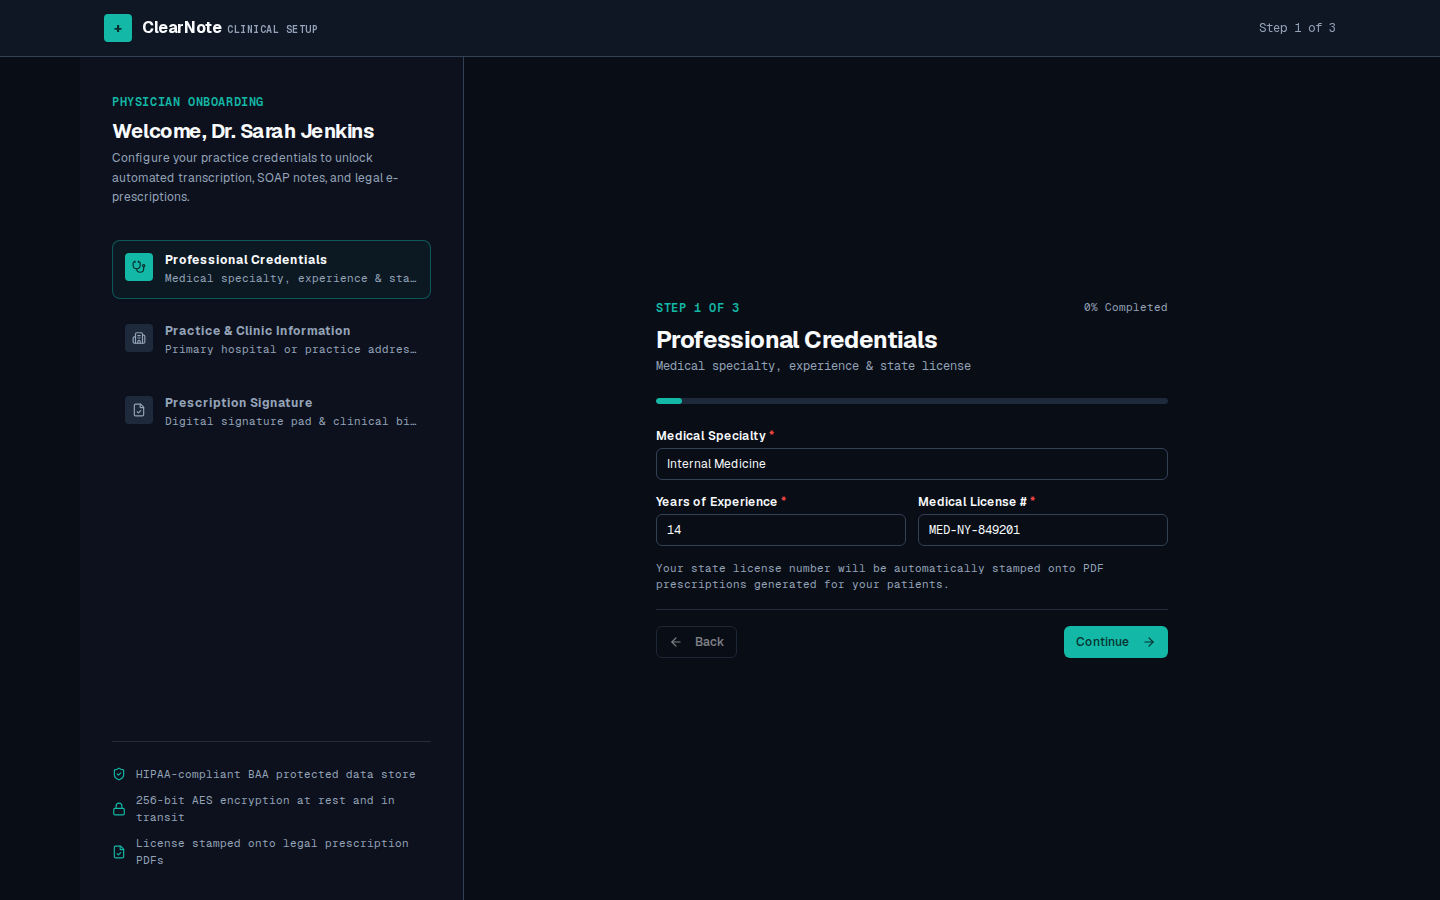 + ClearNote CLINICAL SETUP
Step 1 of 3
PHYSICIAN ONBOARDING
Welcome, Dr. Sarah Jenkins
Configure your practice credentials to unlock
automated transcription, SOAP notes, and legal e-
prescriptions.
Professional Credentials
Medical specialty, experience & sta…
Practice & Clinic Information
Primary hospital or practice addres…
Prescription Signature
Digital signature pad & clinical bi…
HIPAA-compliant BAA protected data store
256-bit AES encryption at rest and in
transit
License stamped onto legal prescription
PDFs
STEP 1 OF 3
0% Completed
Professional Credentials
Medical specialty, experience & state license
Medical Specialty *
Internal Medicine
Years of Experience *
14
Medical License # *
MED-NY-849201
Your state license number will be automatically stamped onto PDF
prescriptions generated for your patients.
Back
Continue